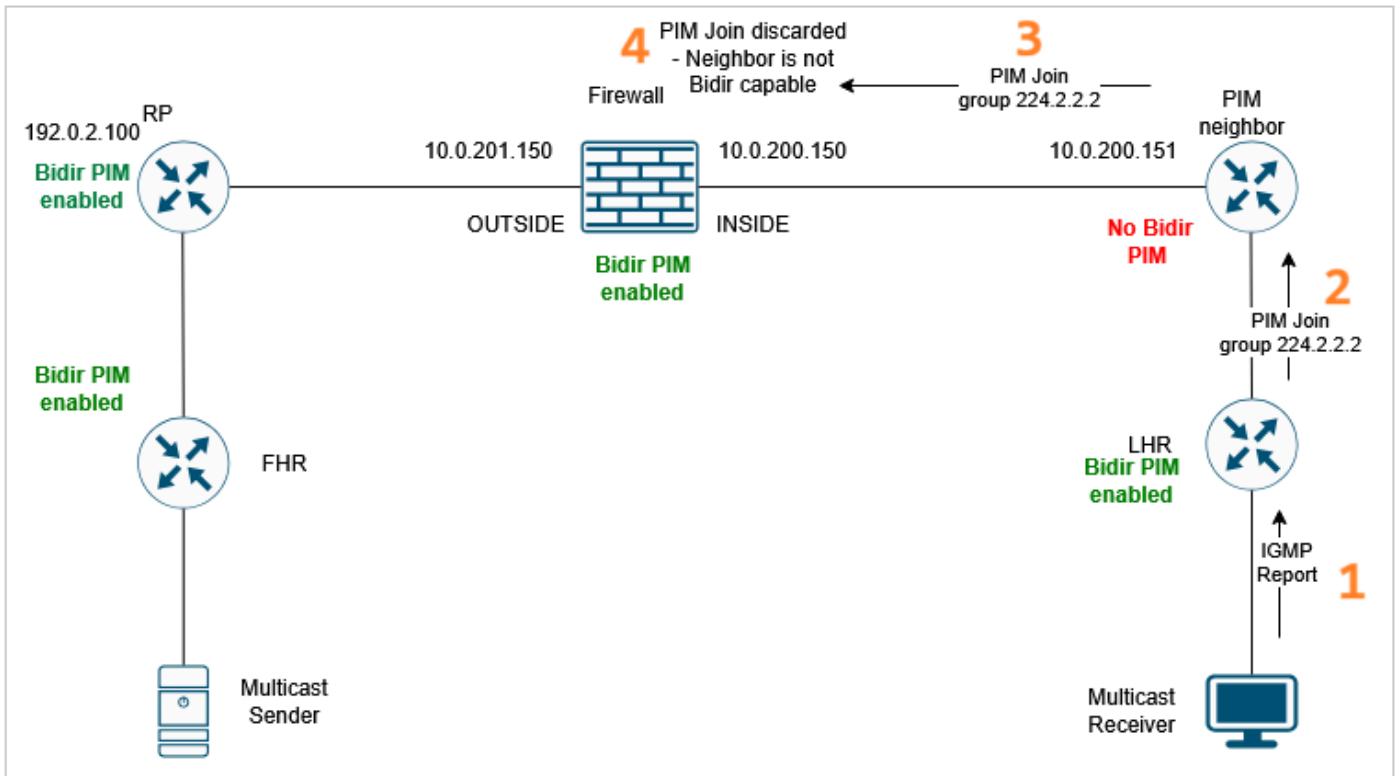 4
PIM Join discarded
- Neighbor is not
Bidir capable
3
PIM Join
group 224.2.2.2
RP
192.0.2.100
Bidir PIM
enabled
Firewall
PIM
neighbor
10.0.201.150
10.0.200.150
10.0.200.151
OUTSIDE
INSIDE
Bidir PIM
enabled
No Bidir
PIM
2
PIM Join
group 224.2.2.2
Bidir PIM
enabled
FHR
LHR
Bidir PIM
enabled
IGMP
Report
1
Multicast
Sender
Multicast
Receiver